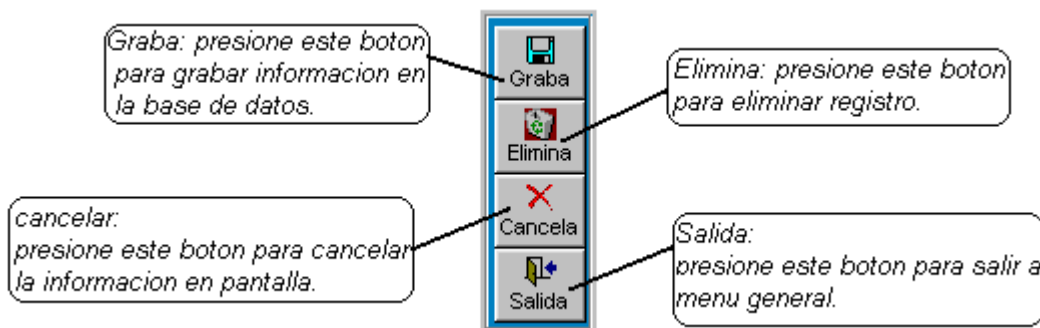 Graba: presione este boton
para grabar informacion en
la base de datos.
Graba
Elimina: presione este boton
para eliminar registro.
Elimina
cancelar:
presione este boton para cancelar
la informacion en pantalla.
Cancela
Salida:
presione este boton para salir a
menu general.
Salida